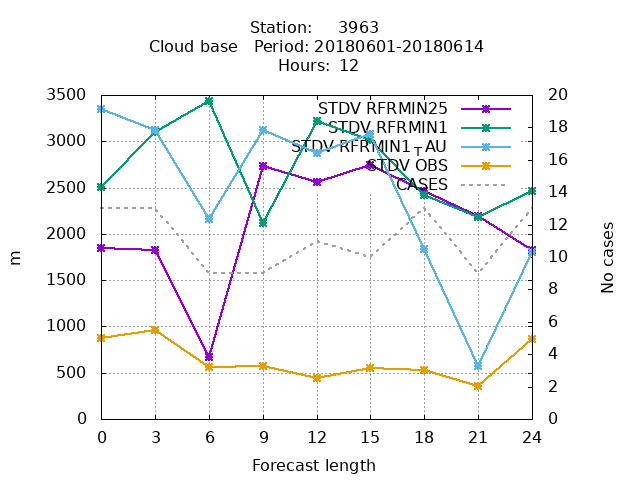 Station: 3963
Cloud base Period: 20180601-20180614
Hours: 12
3500
3000
2500
2000
1500
1000
500
0
m
20
18
16
14
12
10
8
6
4
2
0
No cases
STDV RFRMIN25
STDV RFRMIN1
STDV RFRMIN1┬AU
STDV OBS
CASES
0 3 6 9 12 15 18 21 24
Forecast length